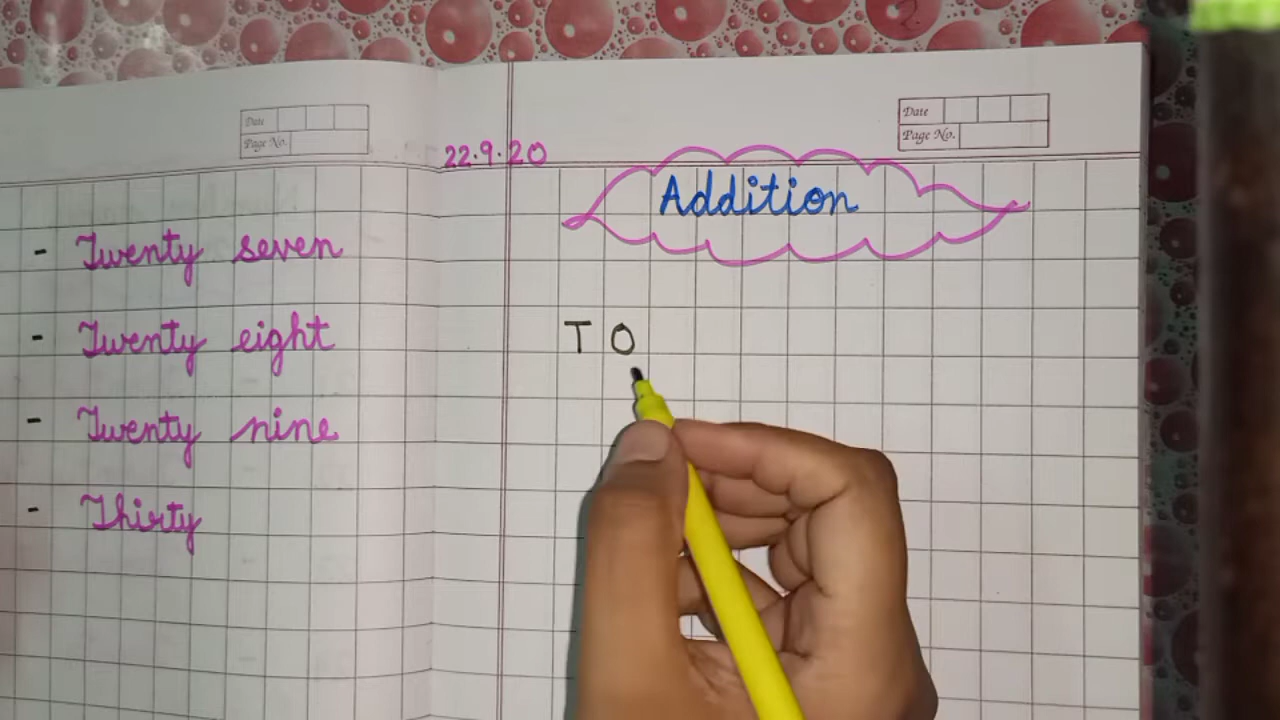 Date
Page No.
- Twenty seven
- Twenty eight
- Twenty nine
- Thirty
Date
Page No.
22.9.20
Addition
T O